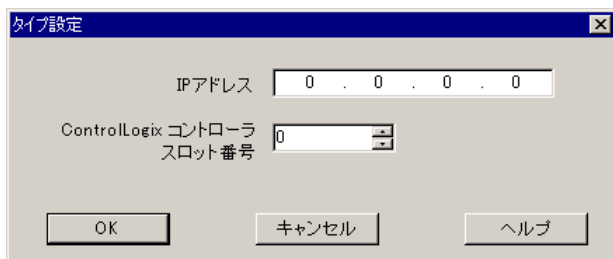 タイプ設定
IPアドレス 0 . 0 . 0 . 0
ControlLogix コントローラ
スロット番号 0
OK キャンセル ヘルプ